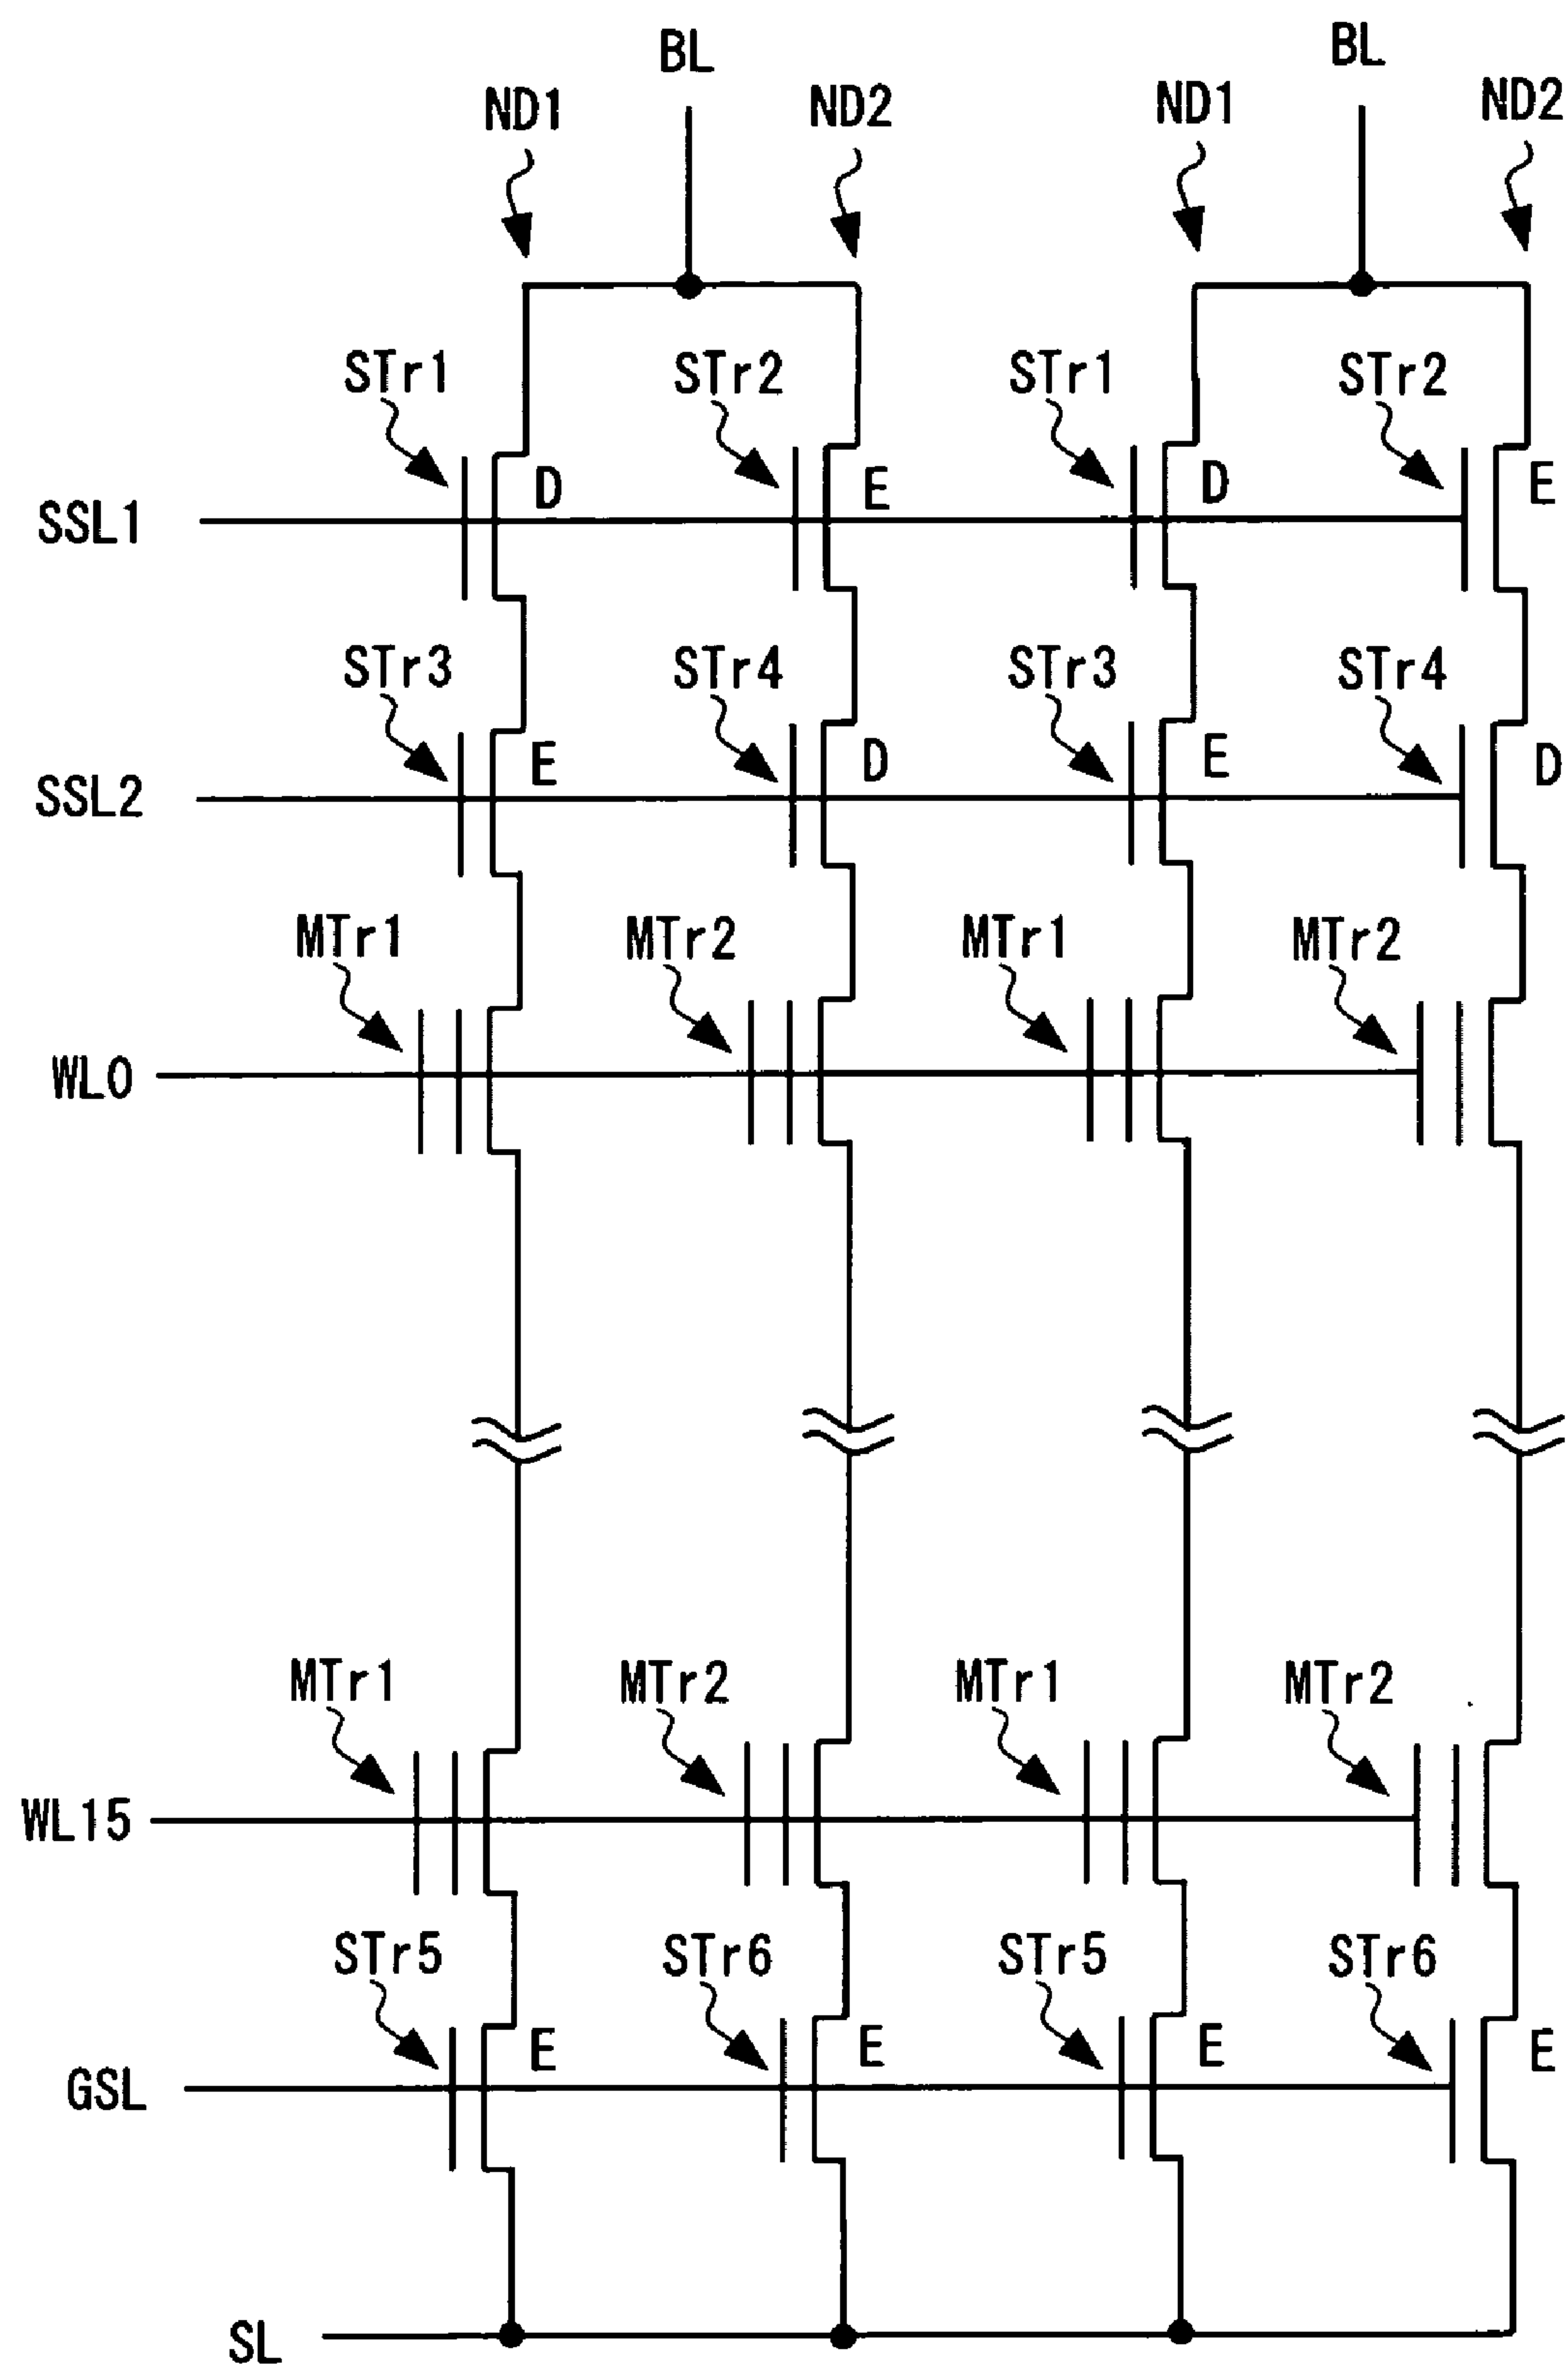 BL BL
ND1 ND2 ND1 ND2
STr1 STr2 STr1 STr2
D E D E
SSL1
STr3 STr4 STr3 STr4
E D E D
SSL2
MTr1 MTr2 MTr1 MTr2
WL0
MTr1 MTr2 MTr1 MTr2
WL15
STr5 STr6 STr5 STr6
E E E E
GSL
SL